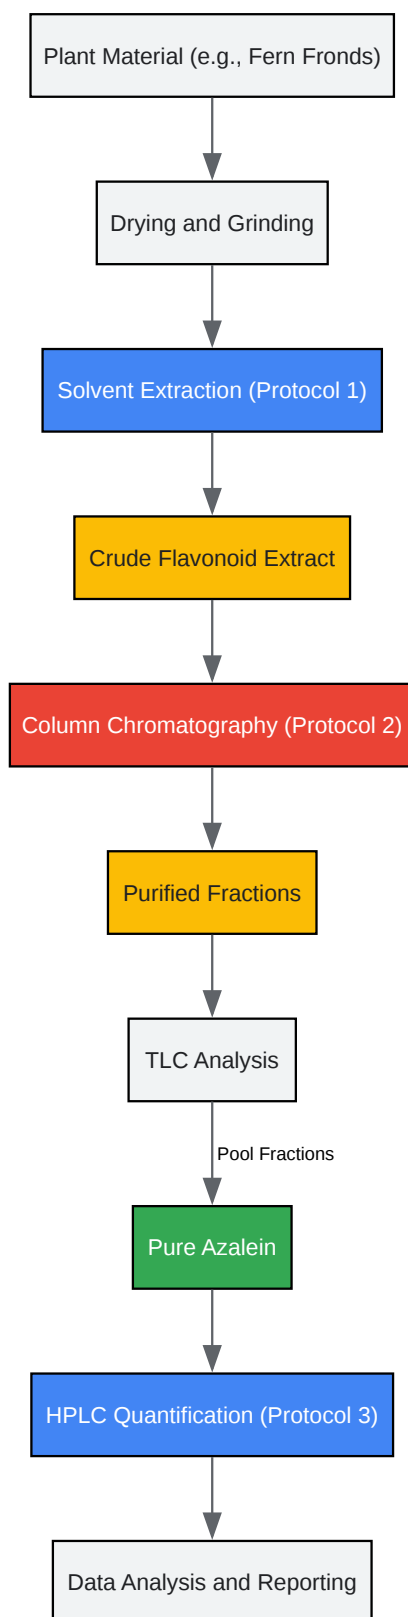 Plant Material (e.g., Fern Fronds)
Drying and Grinding
Solvent Extraction (Protocol 1)
Crude Flavonoid Extract
Column Chromatography (Protocol 2)
Purified Fractions
TLC Analysis
Pool Fractions
Pure Azalein
HPLC Quantification (Protocol 3)
Data Analysis and Reporting